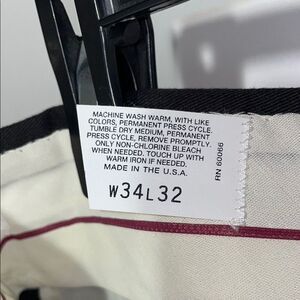 MACHINE WASH WARM, WITH LIKE
COLORS, PERMANENT PRESS CYCLE.
TUMBLE DRY MEDIUM, PERMANENT
PRESS CYCLE, REMOVE PROMPTLY.
ONLY NON-CHLORINE BLEACH
WHEN NEEDED. TOUCH UP WITH
WARM IRON IF NEEDED.
MADE IN THE U.S.A.
RN 60066
W34L32